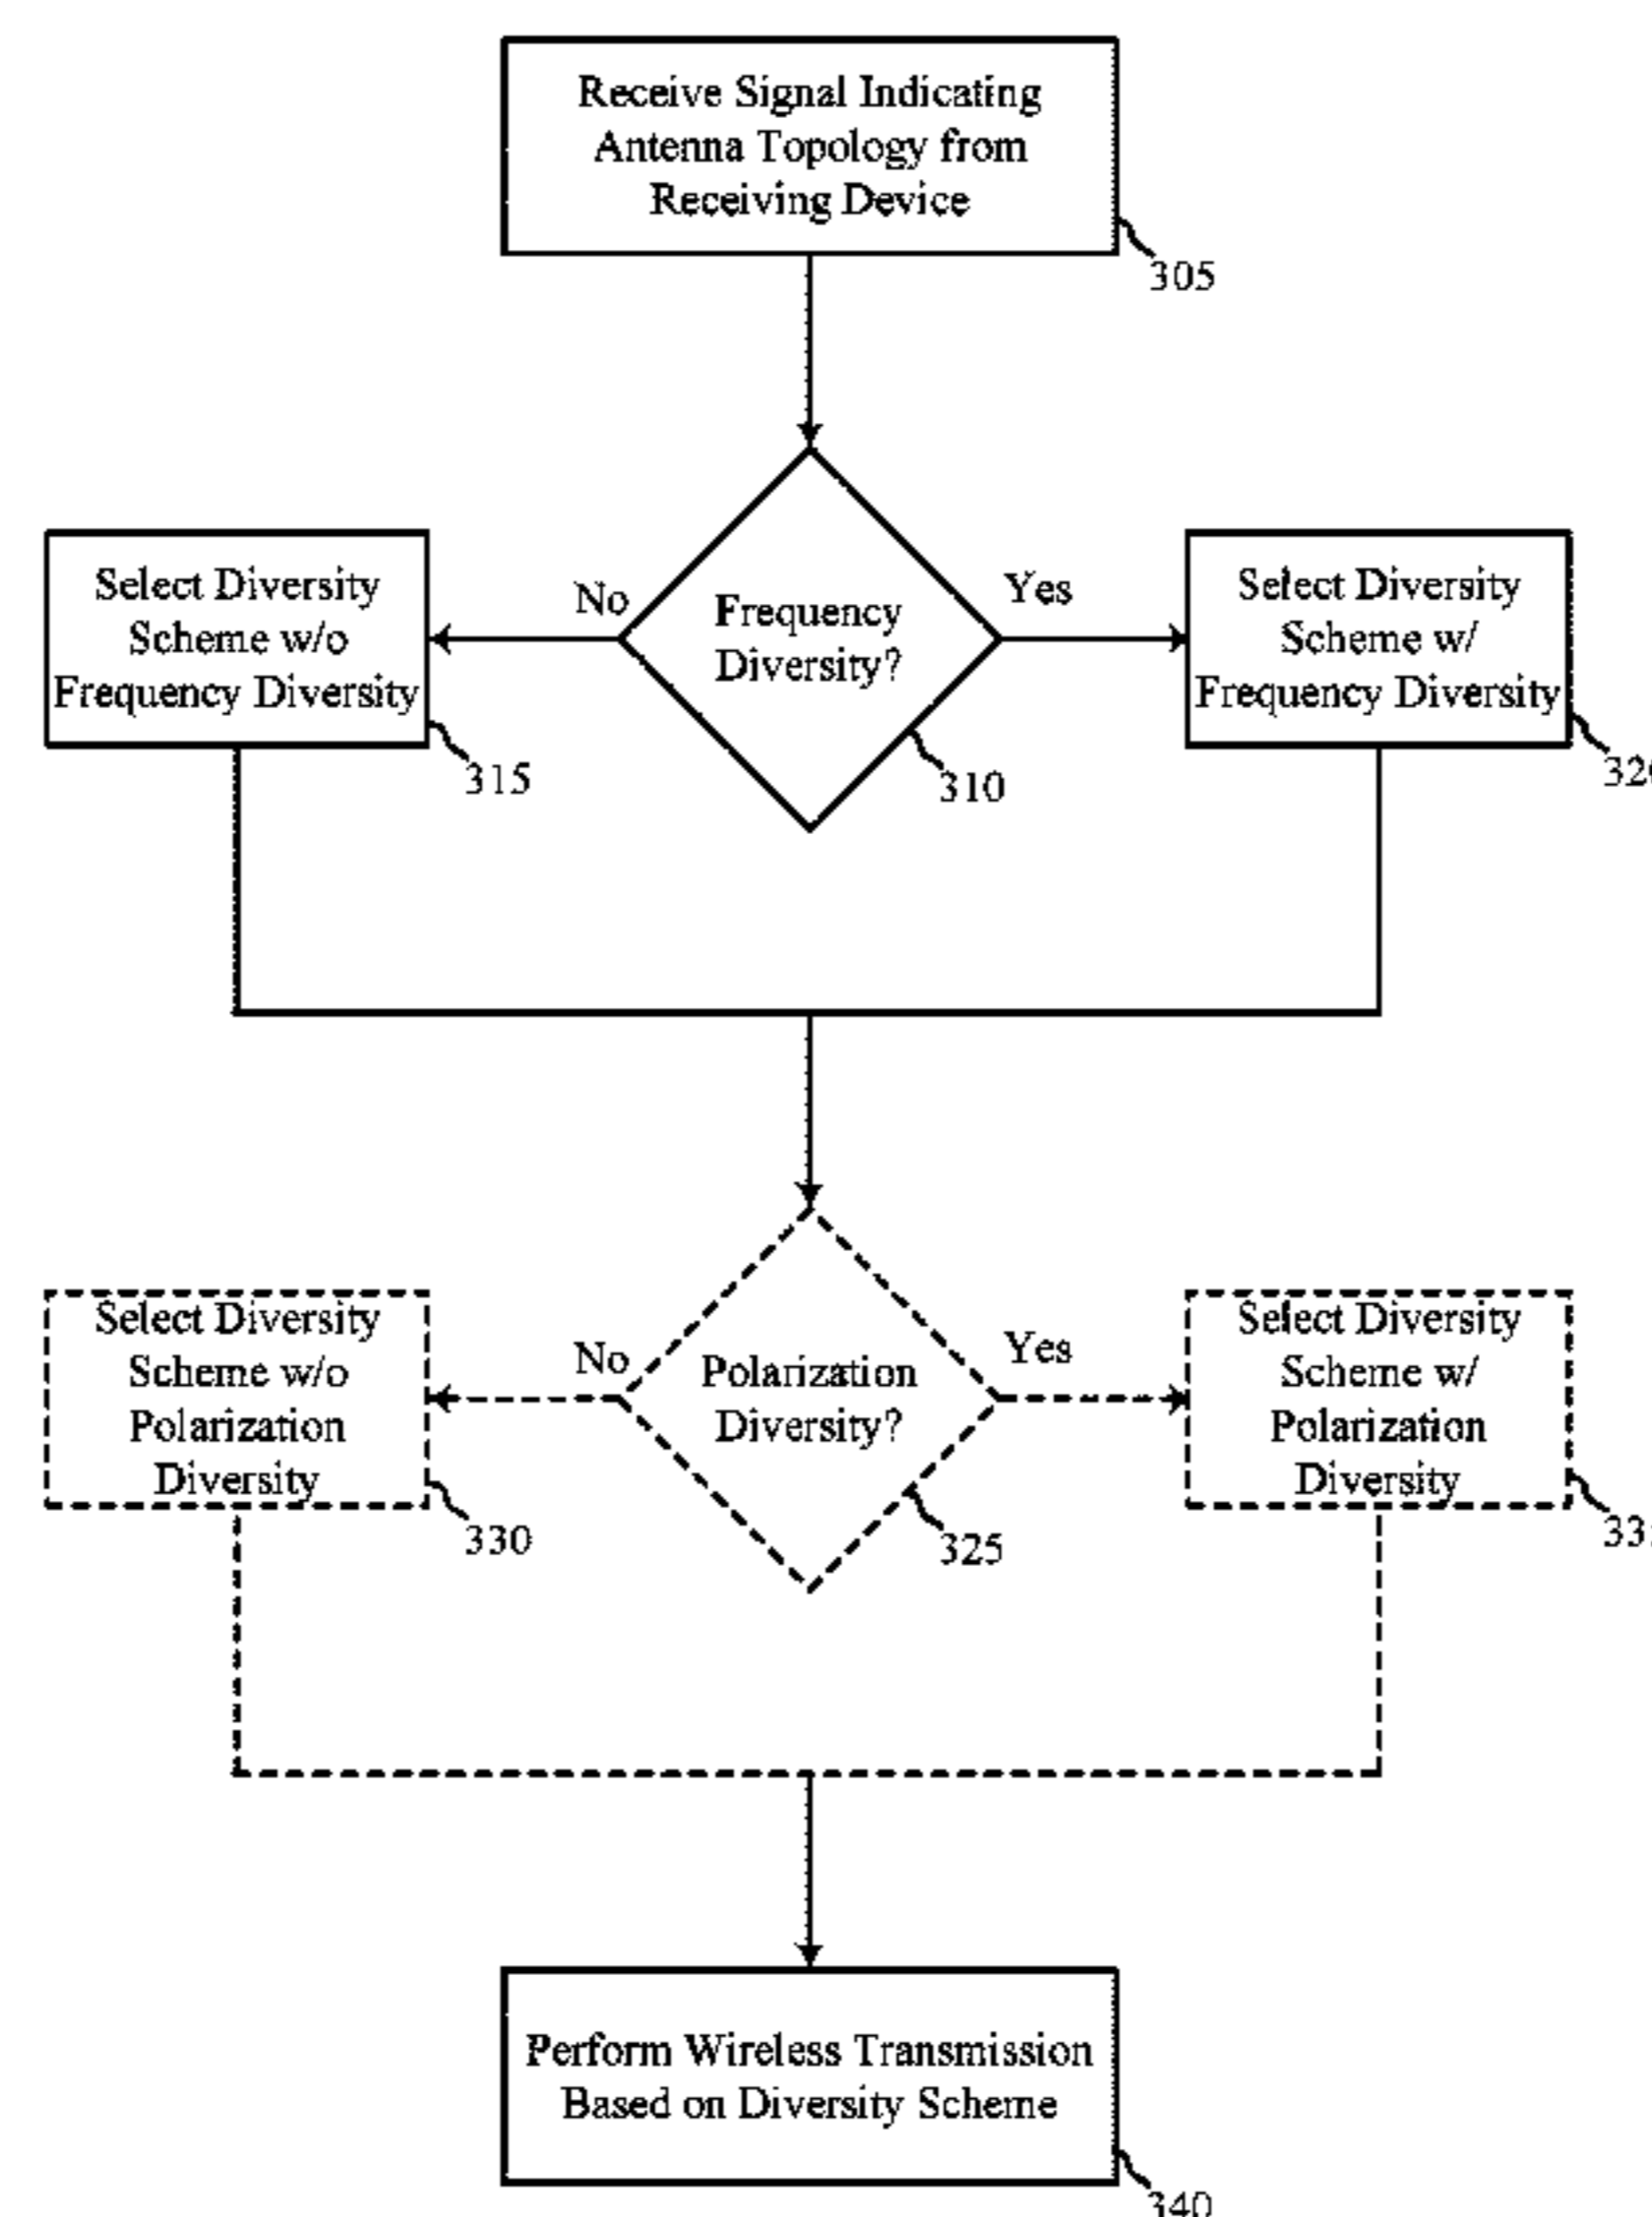 Receive Signal Indicating
Antenna Topology from
Receiving Device
305
Frequency
Diversity?
310
No
Yes
Select Diversity
Scheme w/o
Frequency Diversity
315
Select Diversity
Scheme w/
Frequency Diversity
Polarization
Diversity?
325
No
Yes
Select Diversity
Scheme w/o
Polarization
Diversity
330
Select Diversity
Scheme w/
Polarization
Diversity
Perform Wireless Transmission
Based on Diversity Scheme
340